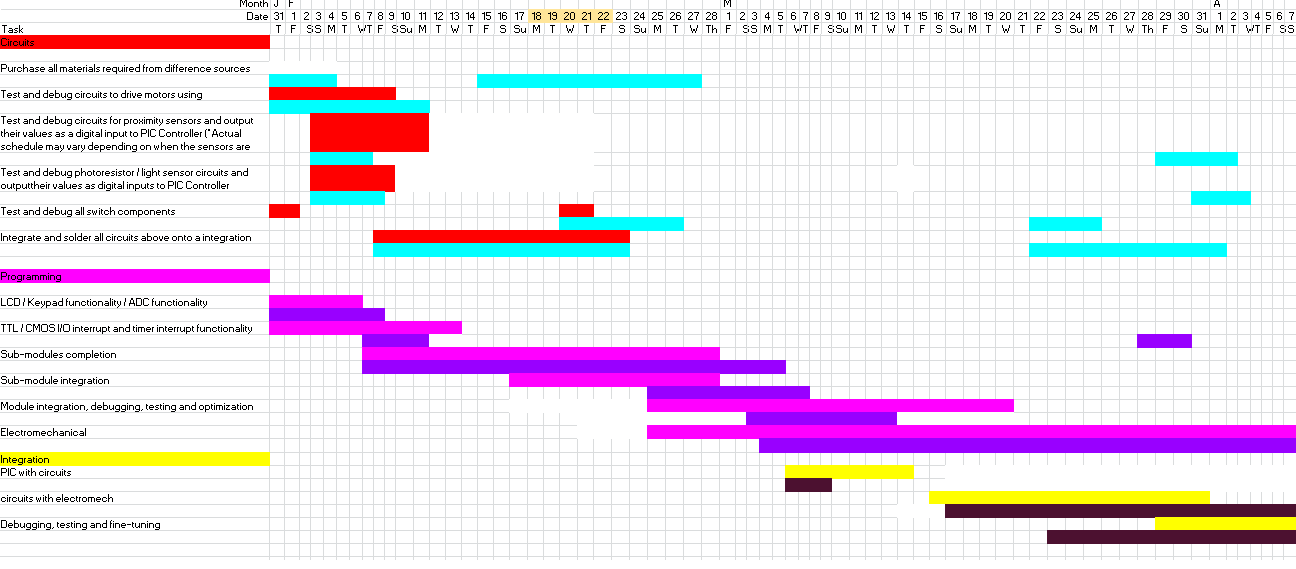 Month J F M A
Date 31 1 2 3 4 5 6 7 8 9 10 11 12 13 14 15 16 17 18 19 20 21 22 23 24 25 26 27 28 1 2 3 4 5 6 7 8 9 10 11 12 13 14 15 16 17 18 19 20 21 22 23 24 25 26 27 28 29 30 31 1 2 3 4 5 6 7
Task T F S S M T W T F S Su M T W T F S Su M T W T F S Su M T W Th F S S M T W T F S Su M T W T F S Su M T W T F S Su M T W Th F S Su M T W T F S S
Circuits
Purchase all materials required from difference sources
Test and debug circuits to drive motors using
Test and debug circuits for proximity sensors and output
their values as a digital input to PIC Controller (*Actual
schedule may vary depending on when the sensors are
Test and debug photoresistor / light sensor circuits and
outputtheir values as digital inputs to PIC Controller
Test and debug all switch components
Integrate and solder all circuits above onto a integration
Programming
LCD / Keypad functionality / ADC functionality
TTL / CMOS I/O interrupt and timer interrupt functionality
Sub-modules completion
Sub-module integration
Module integration, debugging, testing and optimization
Electromechanical
Integration
PIC with circuits
circuits with electromech
Debugging, testing and fine-tuning